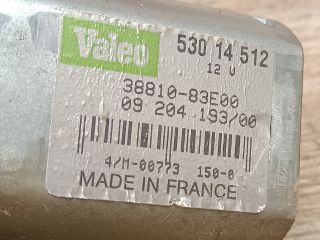 Valeo 530 14 512
12 V
38810-83E00
09 204 193/00
4/M-00773 150-0
MADE IN FRANCE